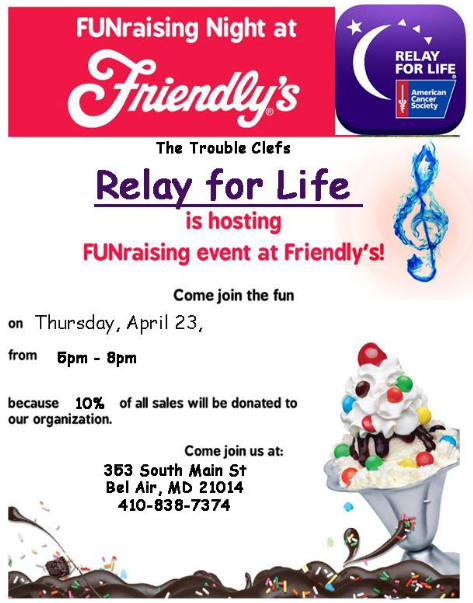 FUNraising Night at
Friendly's®
RELAY
FOR LIFE®
American
Cancer
Society
The Trouble Clefs
Relay for Life
is hosting
FUNraising event at Friendly's!
Come join the fun
on Thursday, April 23,
from 5pm - 8pm
because 10% of all sales will be donated to
our organization.
Come join us at:
353 South Main St
Bel Air, MD 21014
410-838-7374